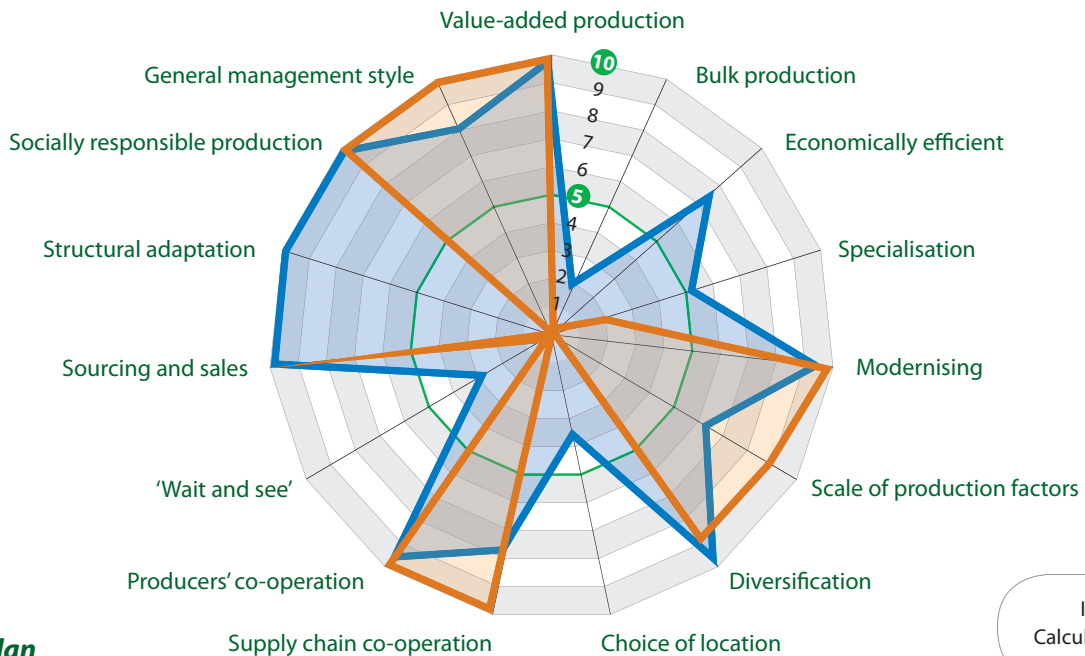 Value-added production
General management style
10
Bulk production
9
8
Socially responsible production
7
Economically efficient
6
5
4
Structural adaptation
3
Specialisation
2
1
Sourcing and sales
Modernising
'Wait and see'
Scale of production factors
Producers' co-operation
Diversification
Supply chain co-operation
Choice of location
Calcul